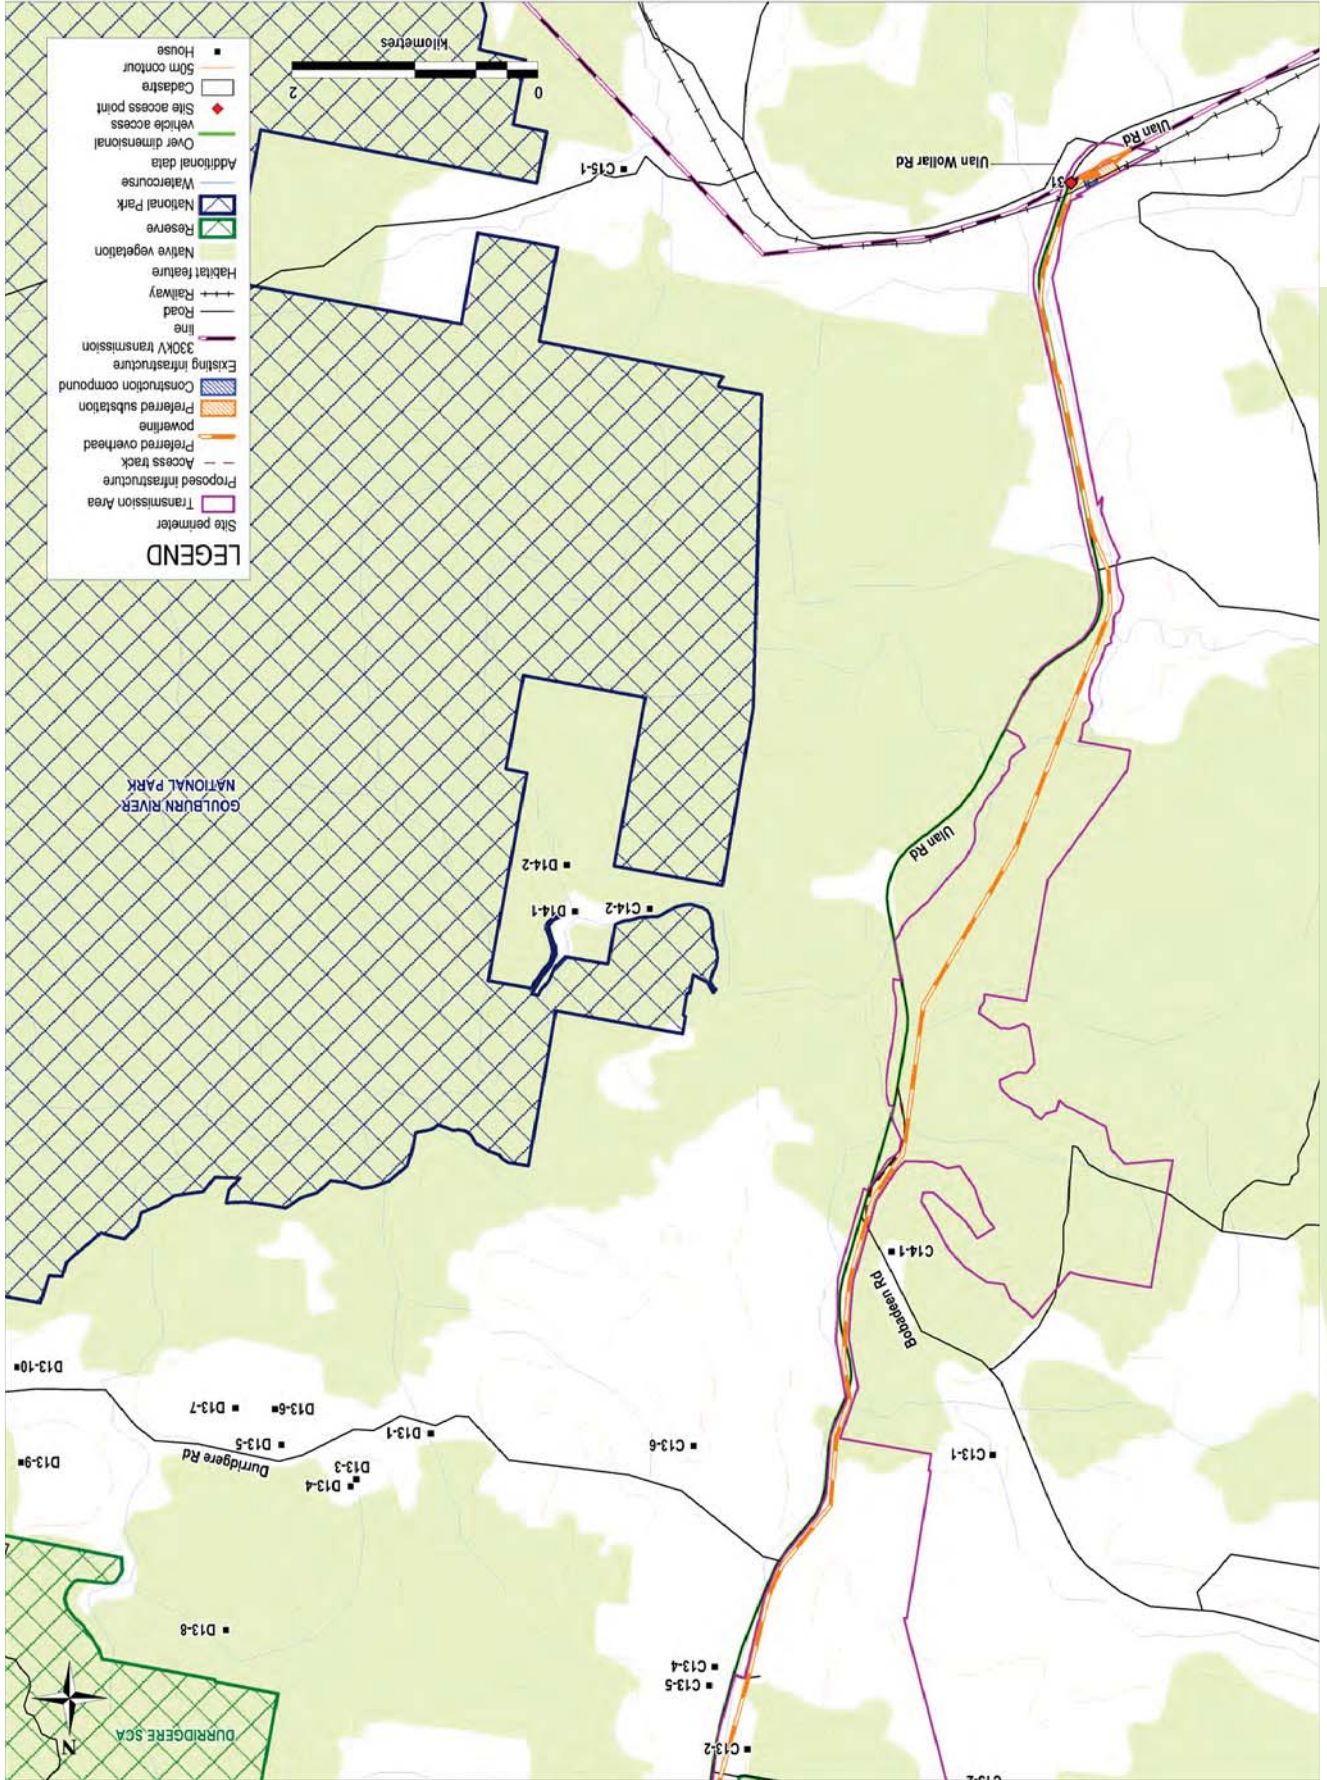 N
DURRIDGERE SCA
C13-2
C13-5
C13-4
D13-8
D13-9
D13-4
D13-3
D13-5
Durridgere Rd
D13-1
D13-6
D13-7
D13-10
C13-6
C13-1
Bobadeen Rd
C14-1
D14-1
C14-2
D14-2
Ulan Rd
GOULBURN RIVER
NATIONAL PARK
LEGEND
Site perimeter
Transmission Area
Proposed infrastructure
Access track
Preferred overhead
powerline
Preferred substation
Construction compound
Existing infrastructure
330kV transmission
line
Road
Railway
Habitat feature
Native vegetation
Reserve
National Park
Watercourse
Additional data
Over dimensional
vehicle access
Site access point
Cadastre
50m contour
House
0
2
kilometres
C15-1
31
Ulan Wollar Rd
Ulan Rd